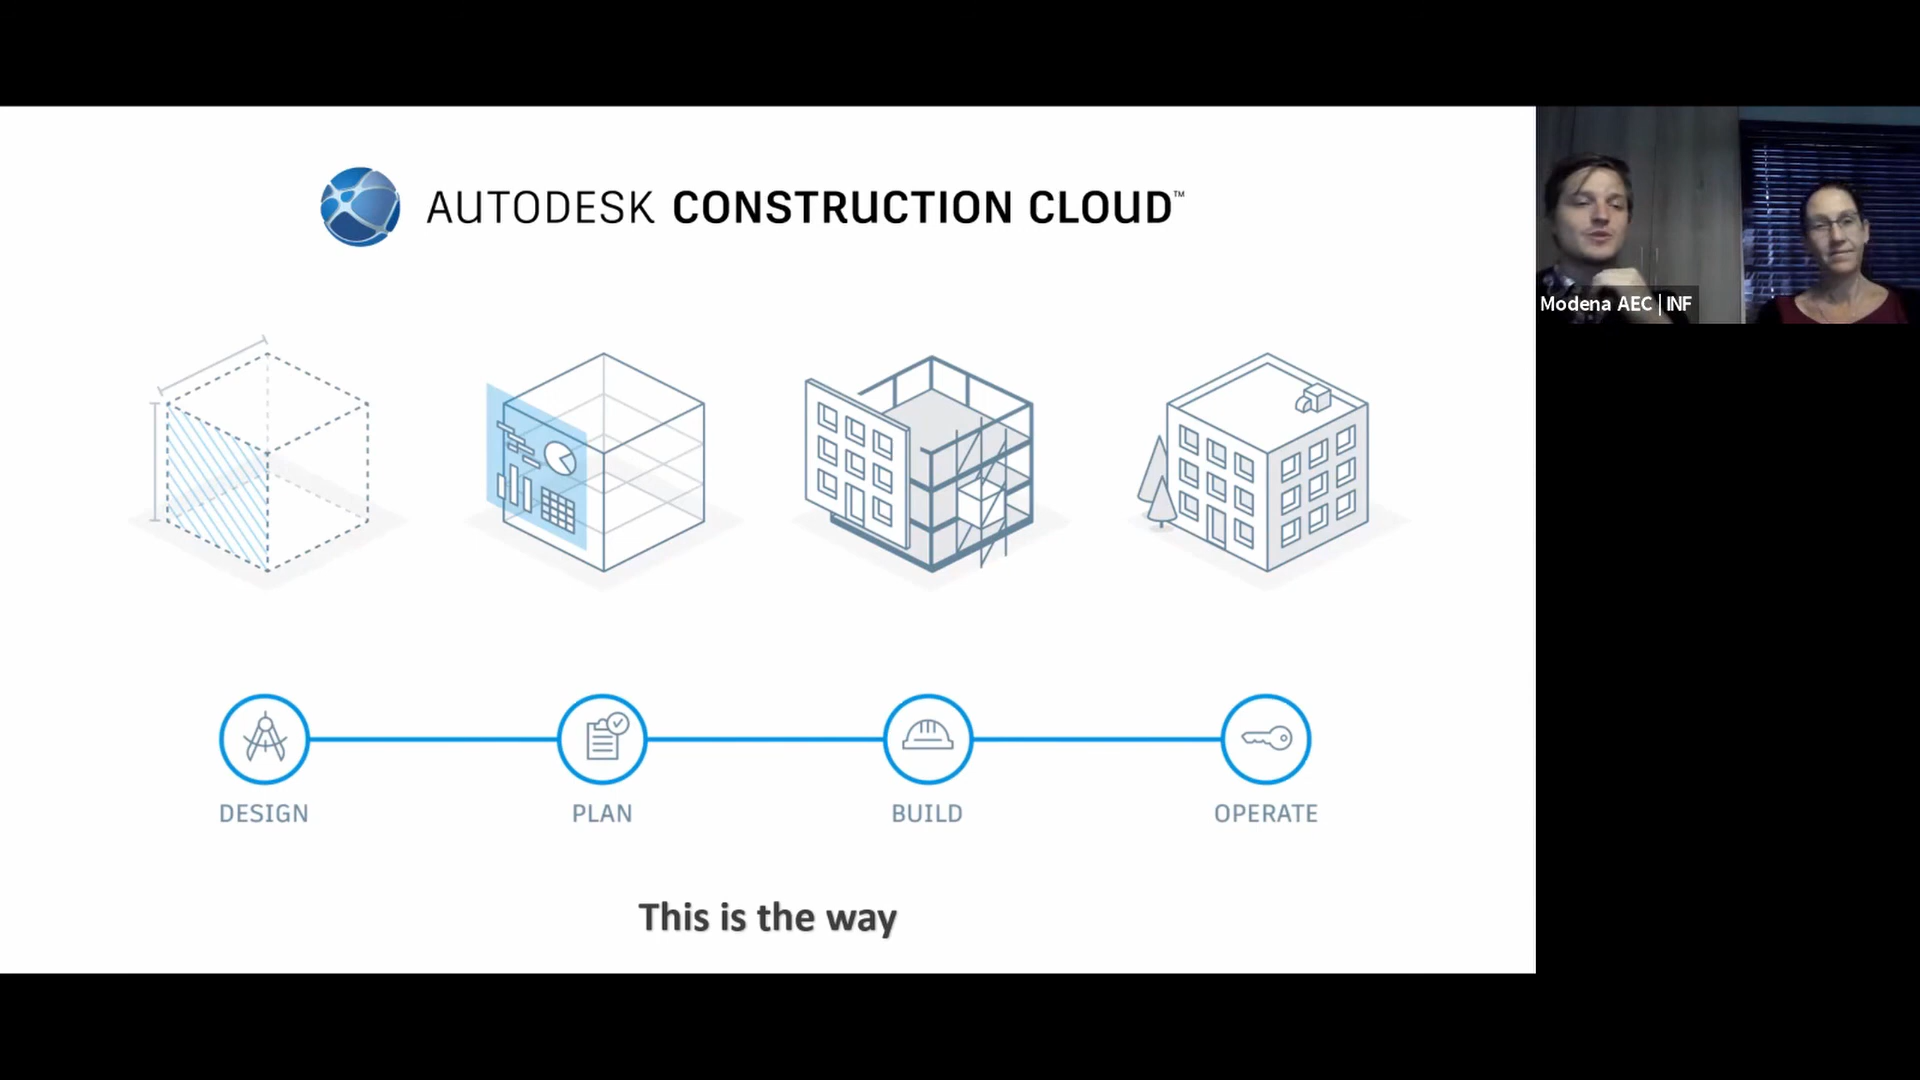 AUTODESK CONSTRUCTION CLOUD™
Modena AEC | INF
DESIGN
PLAN
BUILD
OPERATE
This is the way